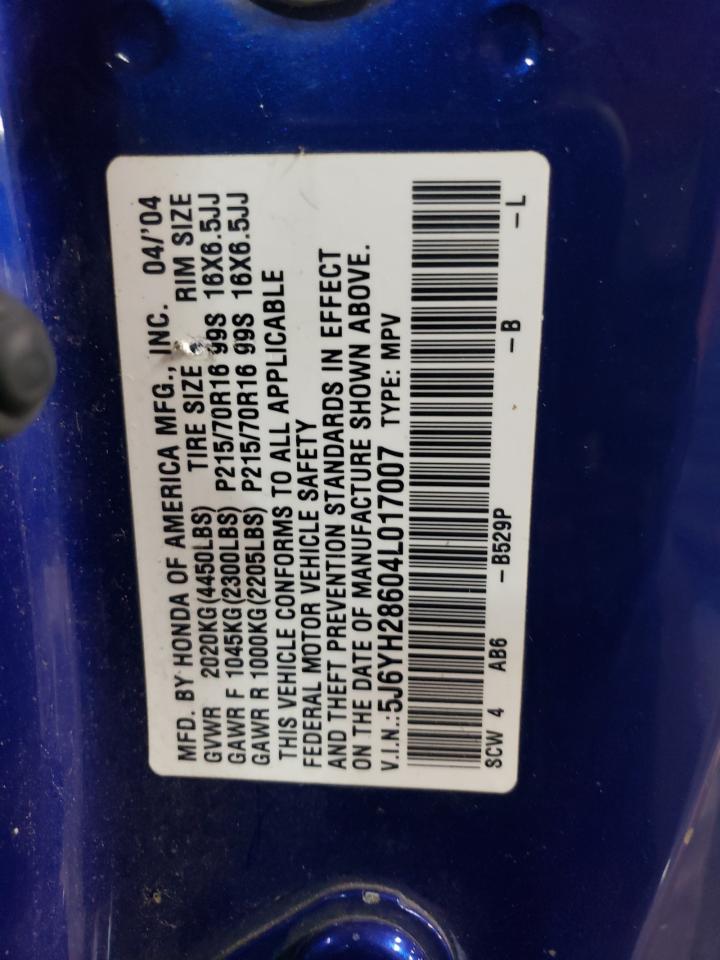 MFD. BY HONDA OF AMERICA MFG., INC. 04/'04
GVWR 2020KG(4450LBS) TIRE SIZE RIM SIZE
GAWR F 1045KG(2300LBS) P215/70R16 99S 16X6.5JJ
GAWR R 1000KG(2205LBS) P215/70R16 99S 16X6.5JJ
THIS VEHICLE CONFORMS TO ALL APPLICABLE
FEDERAL MOTOR VEHICLE SAFETY
AND THEFT PREVENTION STANDARDS IN EFFECT
ON THE DATE OF MANUFACTURE SHOWN ABOVE.
V.I.N.:5J6YH28604L017007 TYPE: MPV
SCW 4 AB6 -B529P -B -L